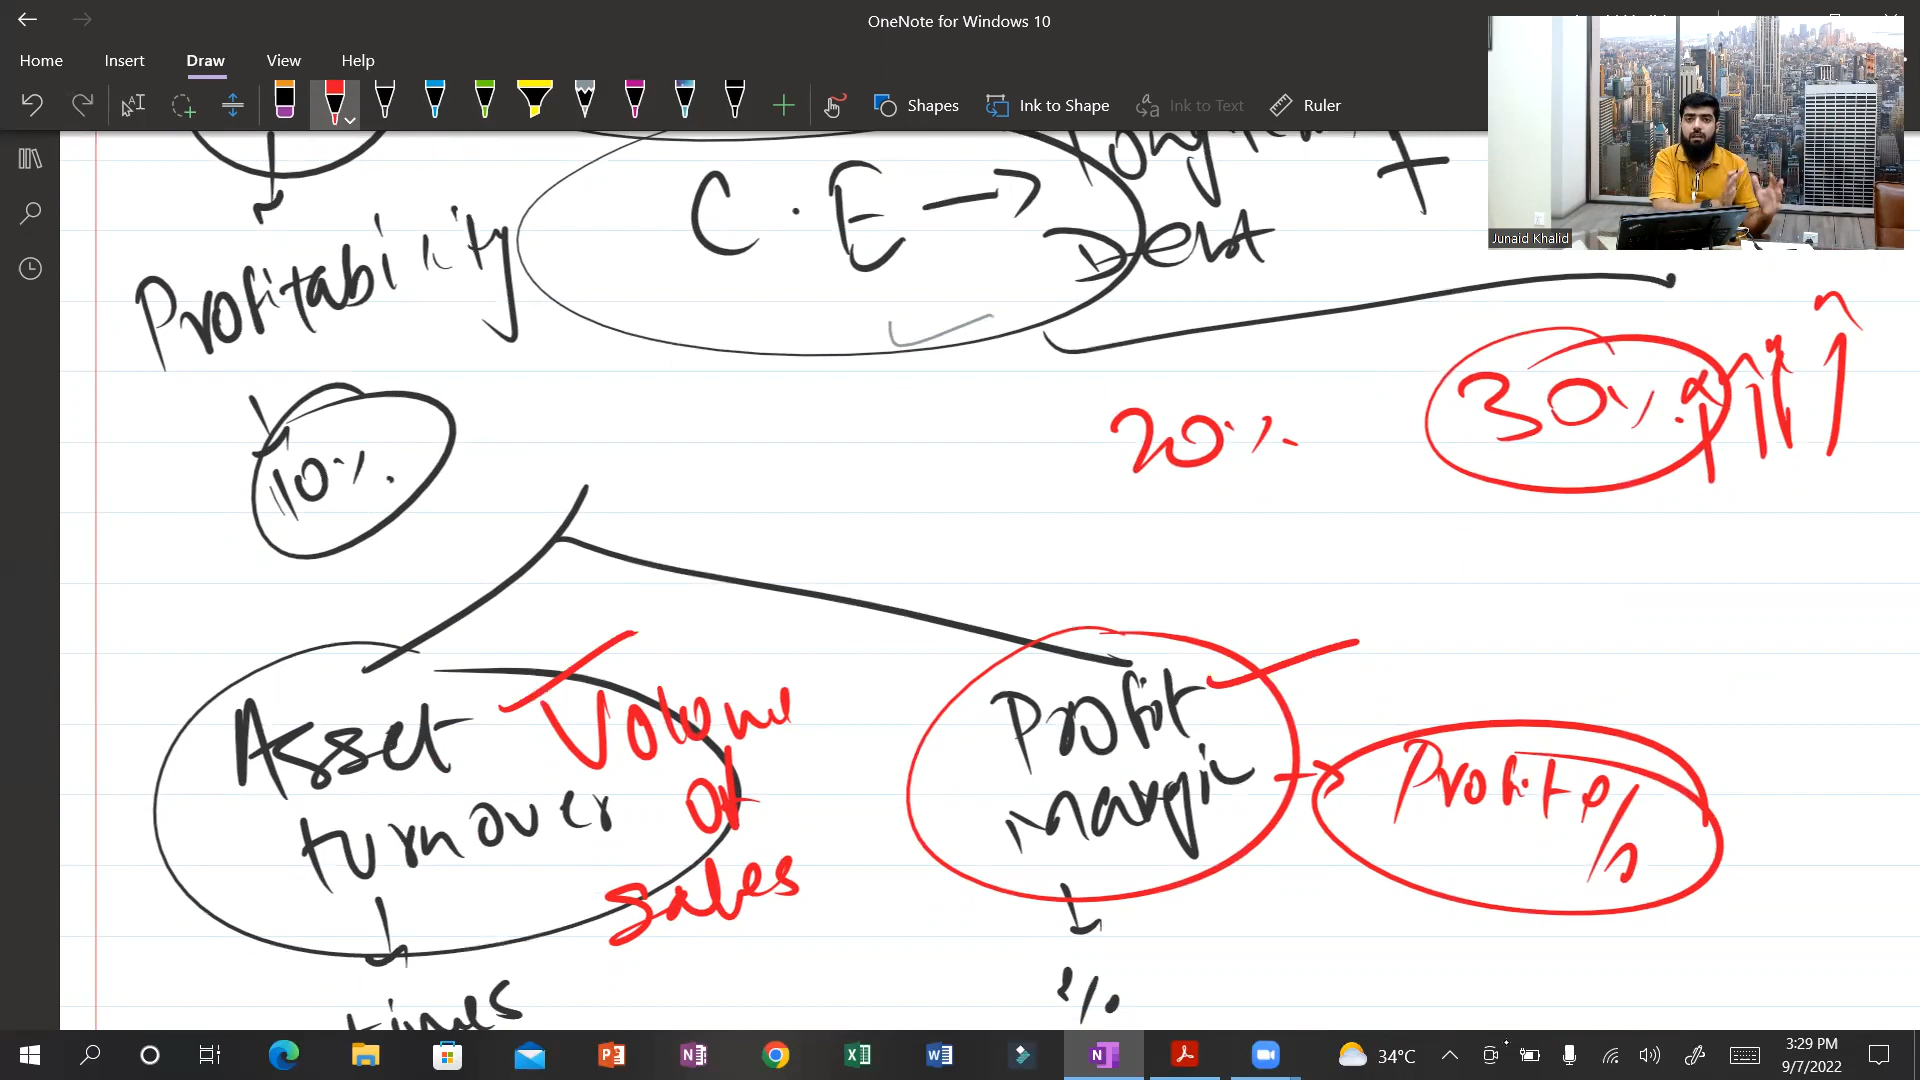 OneNote for Windows 10
Home Insert Draw View Help
Shapes Ink to Shape Ink to Text Ruler
Junaid Khalid
C.E → Long
Debt +
Profitability
10%.
20%
30%
Asset turnover
Volume of sales
Profit Margin
Profit P/s
times
%
34°C
3:29 PM
9/7/2022